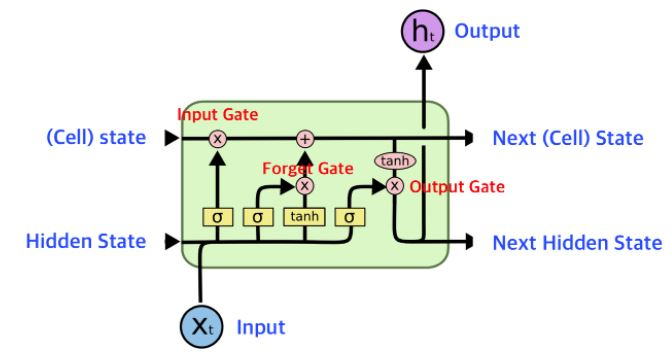 ht Output
Input Gate
(Cell) state x + Next (Cell) State
tanh
Forget Gate
x x Output Gate
σ σ tanh σ
Hidden State Next Hidden State
Xt Input